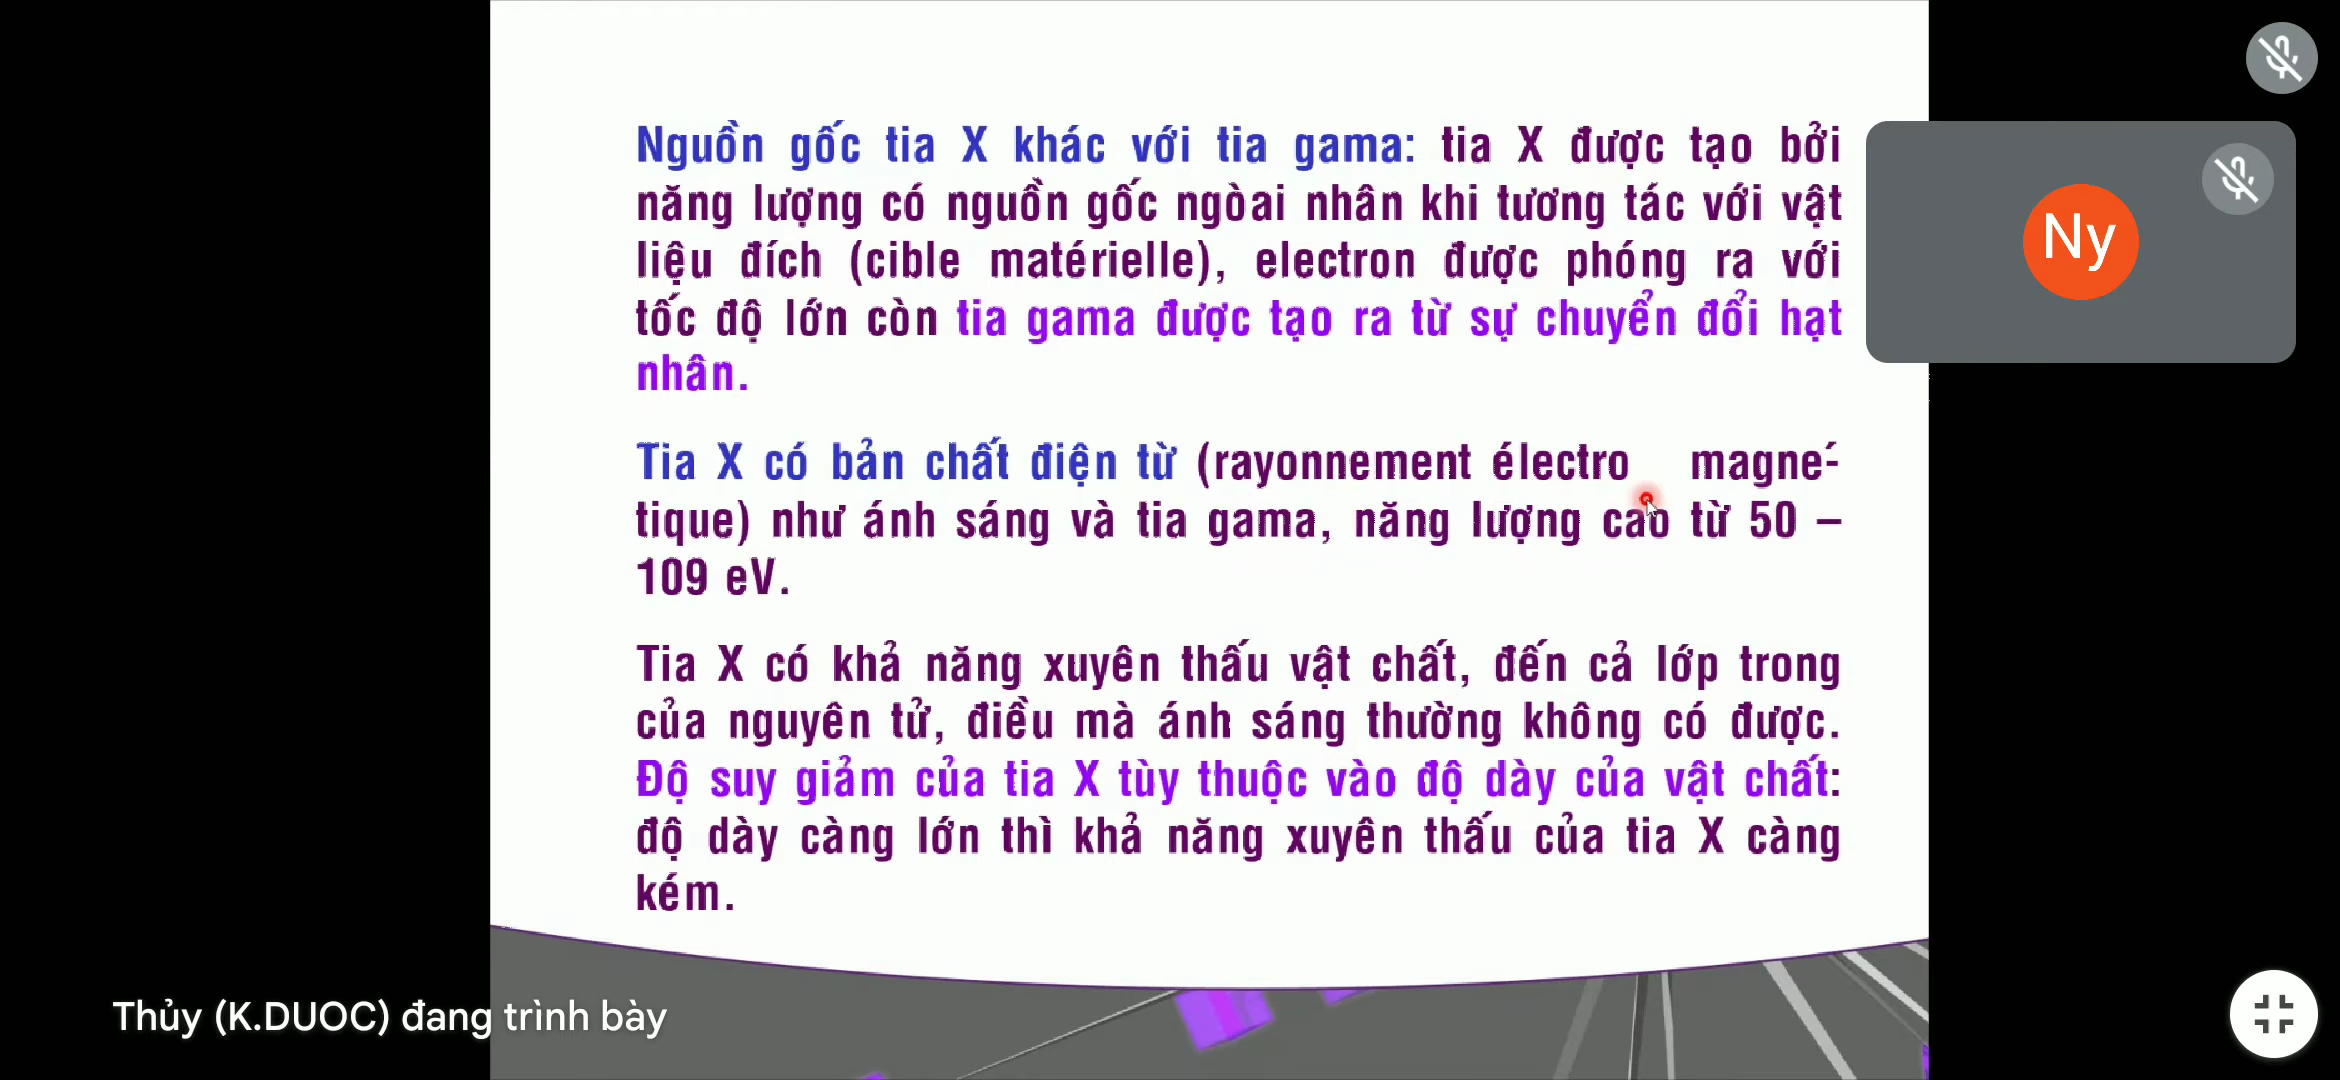 Nguồn gốc tia X khác với tia gama: tia X được tạo bởi
năng lượng có nguồn gốc ngòai nhân khi tương tác với vật
liệu đích (cible matérielle), electron được phóng ra với
tốc độ lớn còn tia gama được tạo ra từ sự chuyển đổi hạt
nhân.
Tia X có bản chất điện từ (rayonnement électro magné-
tique) như ánh sáng và tia gama, năng lượng cao từ 50 –
109 eV.
Tia X có khả năng xuyên thấu vật chất, đến cả lớp trong
của nguyên tử, điều mà ánh sáng thường không có được.
Độ suy giảm của tia X tùy thuộc vào độ dày của vật chất:
độ dày càng lớn thì khả năng xuyên thấu của tia X càng
kém.
Ny
Thủy (K.DUOC) đang trình bày